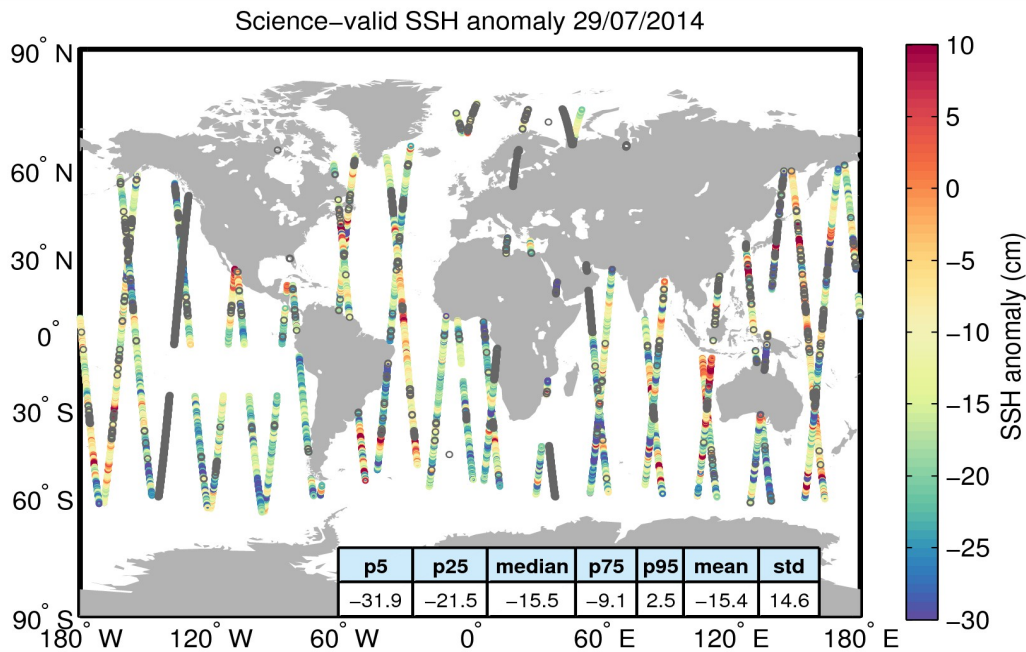 Science−valid SSH anomaly 29/07/2014
90° N
60° N
30° N
0°
30° S
60° S
90° S
180° W
120° W
60° W
0°
60° E
120° E
180° E
p5 p25 median p75 p95 mean std
−31.9 −21.5 −15.5 −9.1 2.5 −15.4 14.6
10
5
0
−5
−10
−15
−20
−25
−30
SSH anomaly (cm)